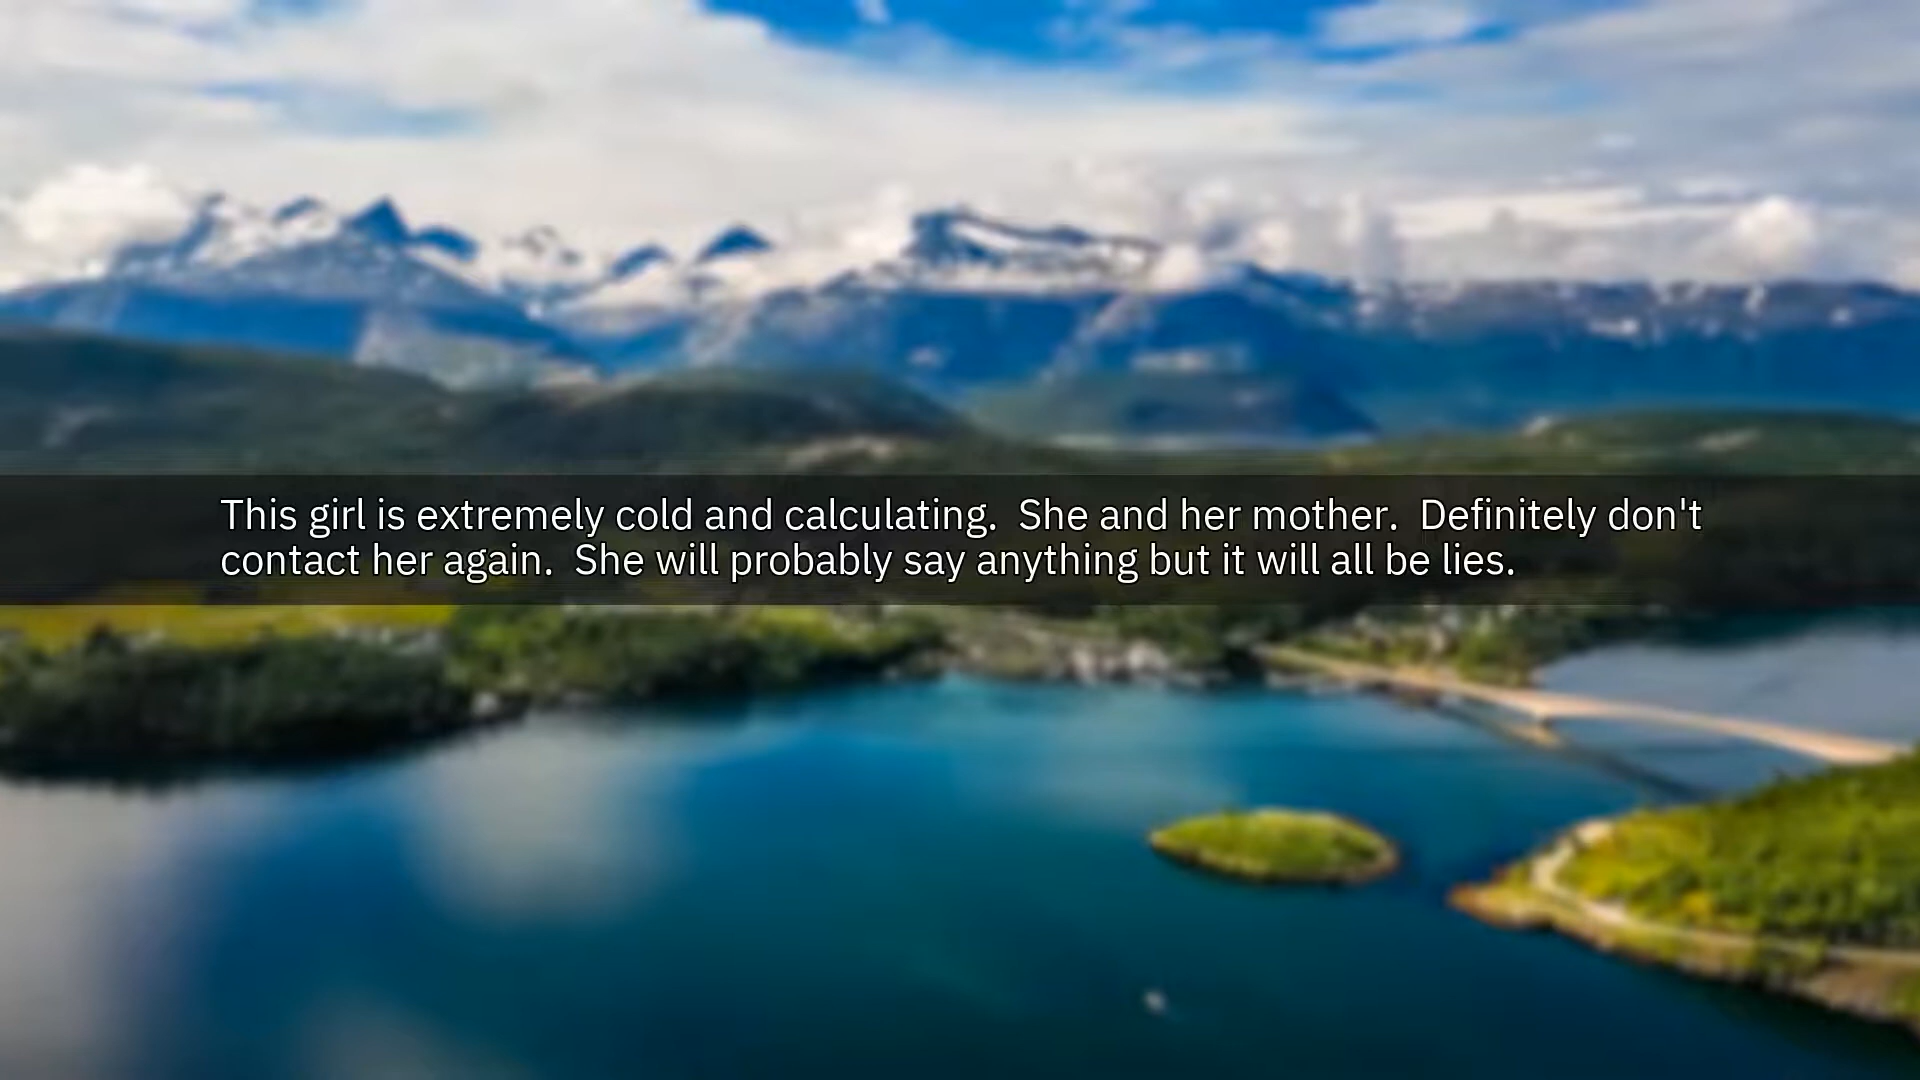 This girl is extremely cold and calculating.  She and her mother.  Definitely don't
contact her again.  She will probably say anything but it will all be lies.